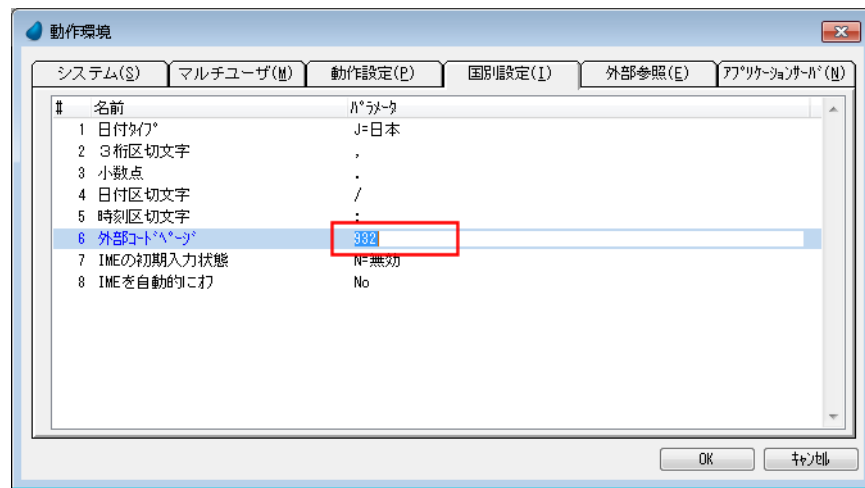 動作環境
システム(S) マルチユーザ(M) 動作設定(P) 国別設定(I) 外部参照(E) ｱﾌﾟﾘｹｰｼｮﾝｻｰﾊﾞ(N)
# 名前 ﾊﾟﾗﾒｰﾀ
1 日付ﾀｲﾌﾟ J=日本
2 3桁区切文字 ,
3 小数点 .
4 日付区切文字 /
5 時刻区切文字 :
6 外部ｺｰﾄﾞﾍﾟｰｼﾞ 932
7 IMEの初期入力状態 N=無効
8 IMEを自動的にｵﾌ No
OK ｷｬﾝｾﾙ